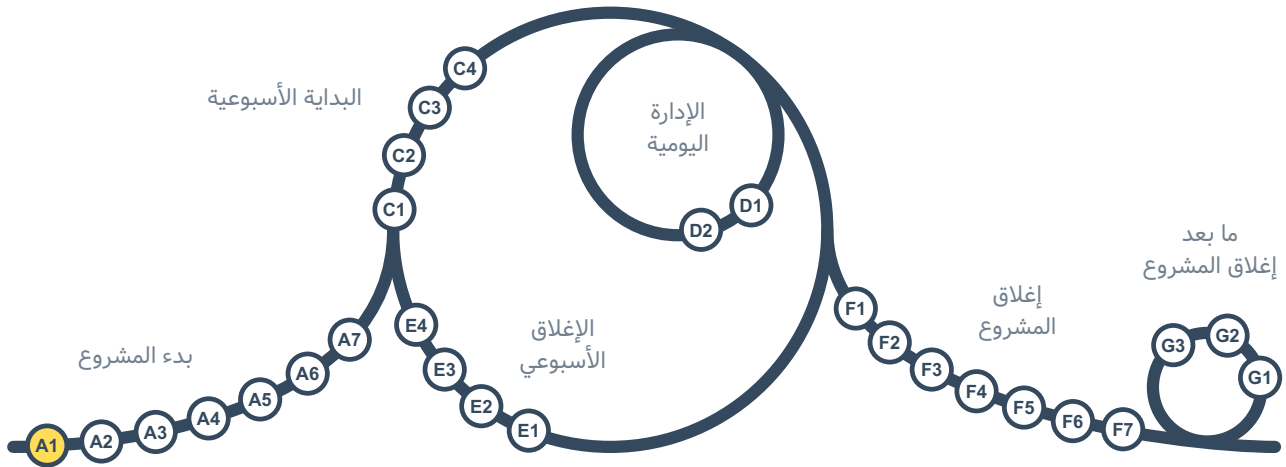 البداية الأسبوعية
C4
C3
C2
C1
الإدارة
اليومية
D1
D2
ما بعد
إغلاق المشروع
G3
G2
G1
إغلاق
المشروع
F1
F2
F3
F4
F5
F6
F7
الإغلاق
الأسبوعي
E4
E3
E2
E1
بدء المشروع
A1
A2
A3
A4
A5
A6
A7